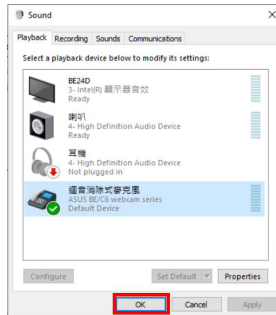 Sound
Playback Recording Sounds Communications
Select a playback device below to modify its settings:
BE24D
3- Intel(R) 顯示器音效
Ready
喇叭
4- High Definition Audio Device
Ready
耳機
4- High Definition Audio Device
Not plugged in
迴音消除式麥克風
ASUS BE/C6 webcam series
Default Device
Configure Set Default Properties
OK Cancel Apply